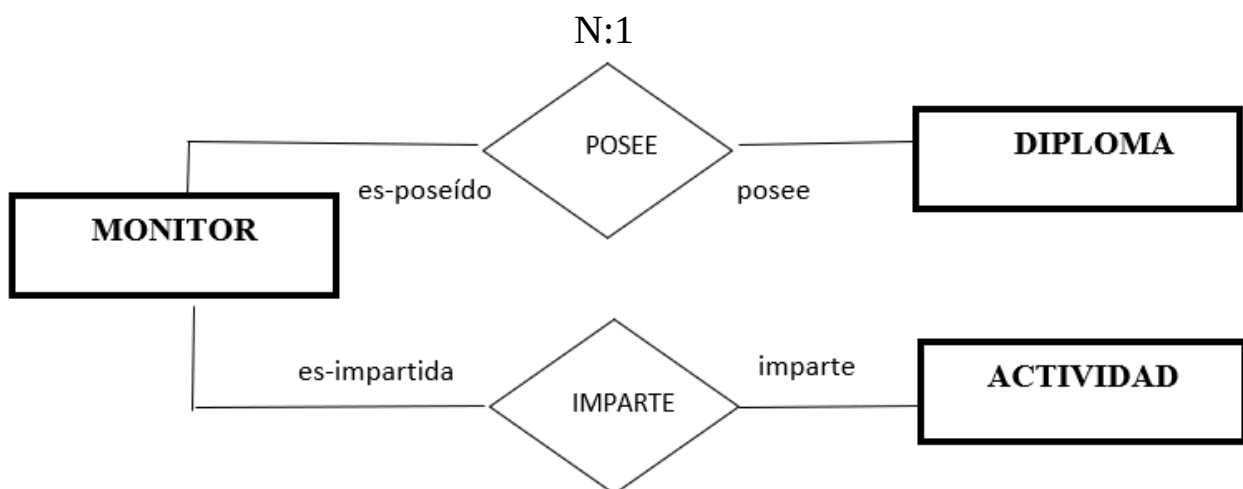 N:1
POSEE
DIPLOMA
es-poseído
posee
MONITOR
es-impartida
imparte
ACTIVIDAD
IMPARTE